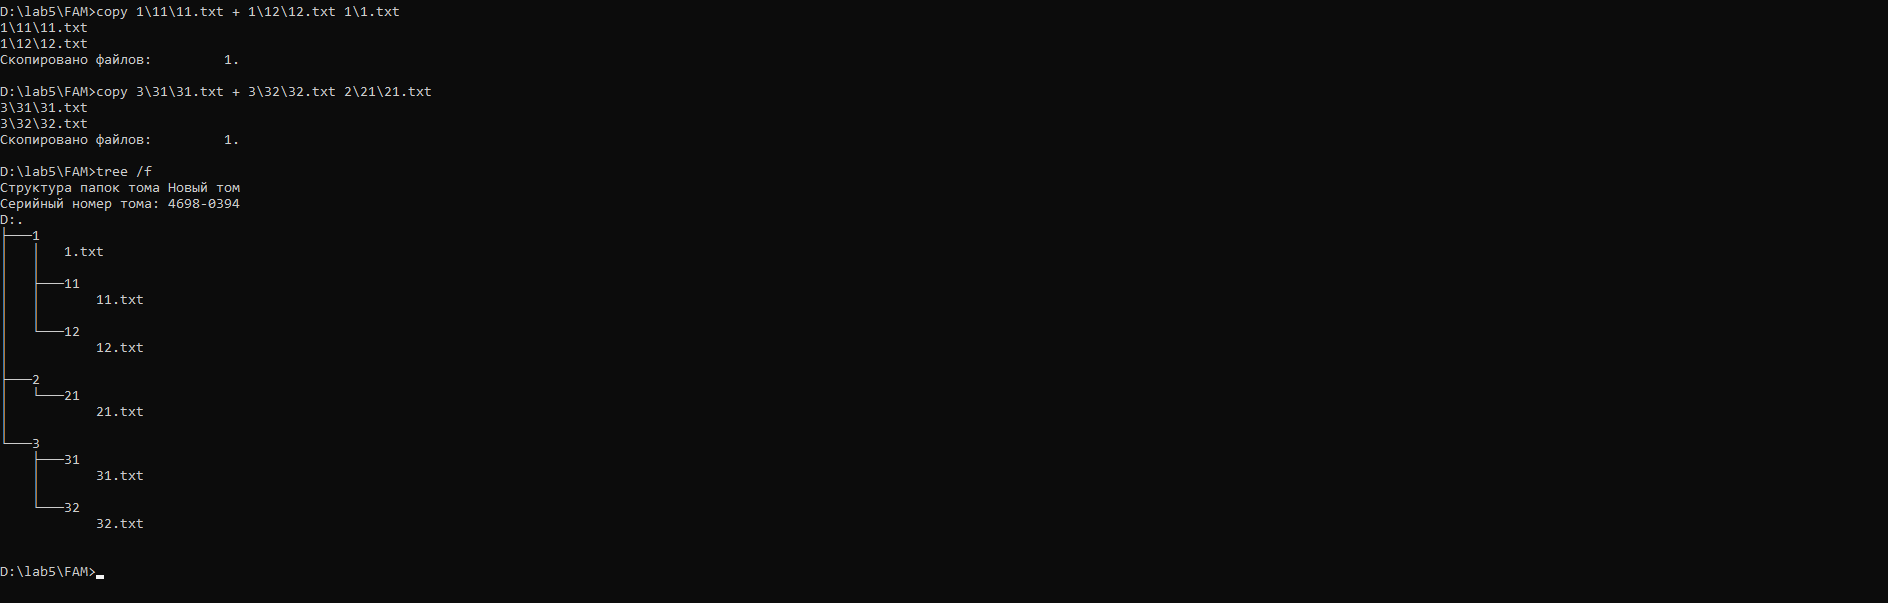 D:\lab5\FAM>copy 1\11\11.txt + 1\12\12.txt 1\1.txt
1\11\11.txt
1\12\12.txt
Скопировано файлов:         1.
D:\lab5\FAM>copy 3\31\31.txt + 3\32\32.txt 2\21\21.txt
3\31\31.txt
3\32\32.txt
Скопировано файлов:         1.
D:\lab5\FAM>tree /f
Структура папок тома Новый том
Серийный номер тома: 4698-0394
D:.
├───1
│   │   1.txt
│   │
│   ├───11
│   │       11.txt
│   │
│   └───12
│           12.txt
│
├───2
│   └───21
│           21.txt
│
└───3
    ├───31
    │       31.txt
    │
    └───32
            32.txt
D:\lab5\FAM>